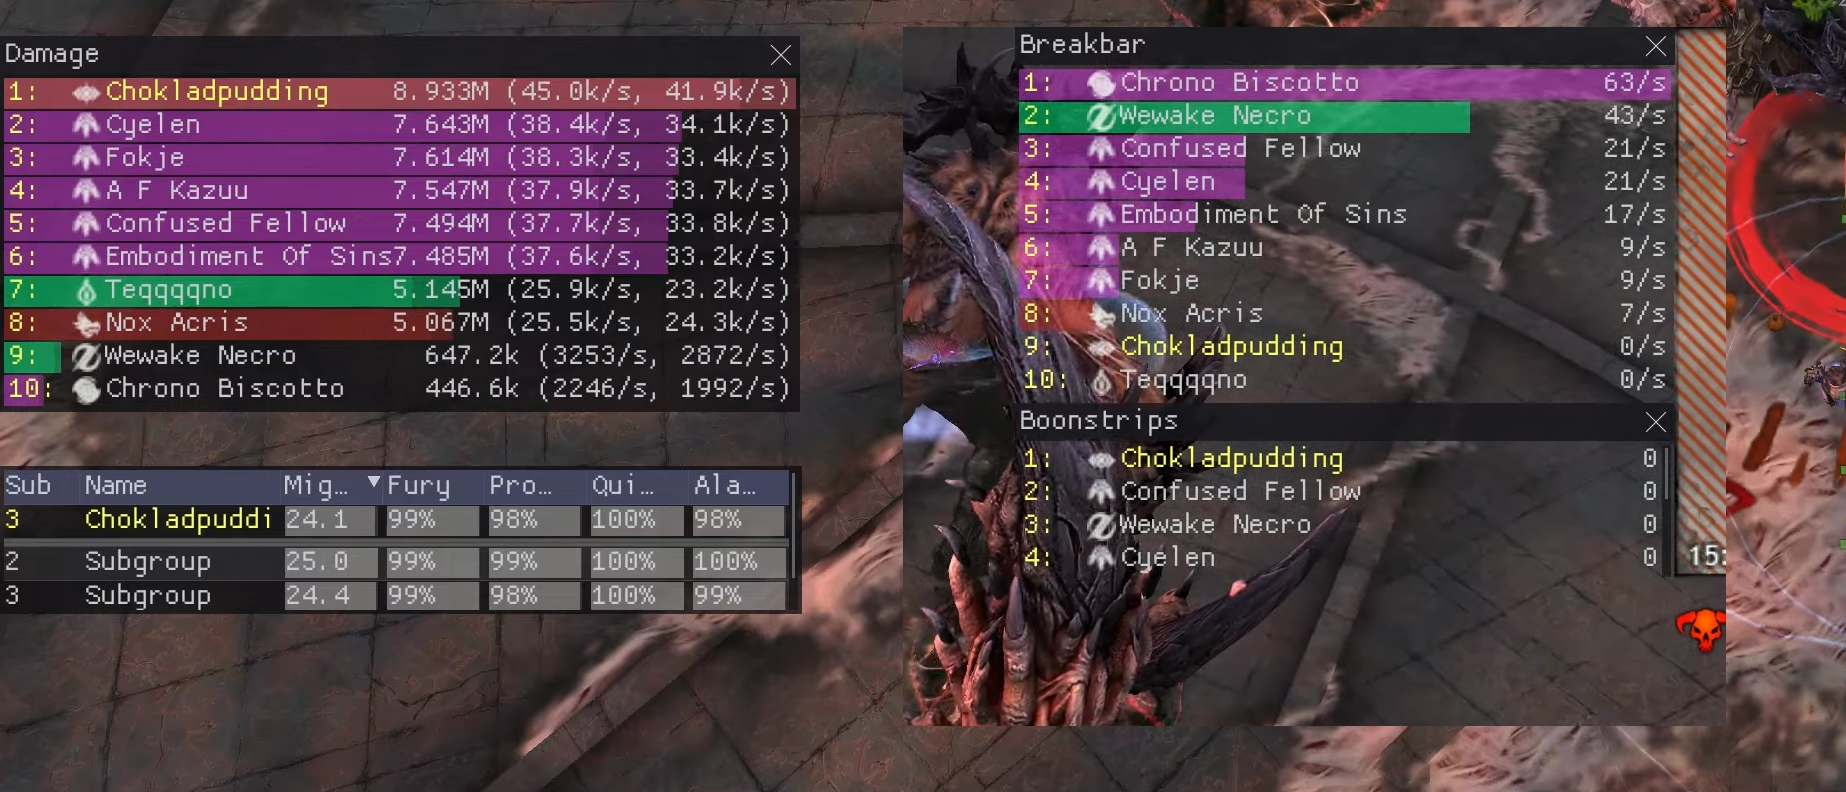 Damage
1: Chokladpudding 8.933M (45.0k/s, 41.9k/s)
2: Cyelen 7.643M (38.4k/s, 34.1k/s)
3: Fokje 7.614M (38.3k/s, 33.4k/s)
4: A F Kazuu 7.547M (37.9k/s, 33.7k/s)
5: Confused Fellow 7.494M (37.7k/s, 33.8k/s)
6: Embodiment Of Sins 7.485M (37.6k/s, 33.2k/s)
7: Teqqqqno 5.145M (25.9k/s, 23.2k/s)
8: Nox Acris 5.067M (25.5k/s, 24.3k/s)
9: Wewake Necro 647.2k (3253/s, 2872/s)
10: Chrono Biscotto 446.6k (2246/s, 1992/s)
Sub Name Mig... Fury Pro... Qui... Ala...
3 Chokladpuddi 24.1 99% 98% 100% 98%
2 Subgroup 25.0 99% 99% 100% 100%
3 Subgroup 24.4 99% 98% 100% 99%
Breakbar
1: Chrono Biscotto 63/s
2: Wewake Necro 43/s
3: Confused Fellow 21/s
4: Cyelen 21/s
5: Embodiment Of Sins 17/s
6: A F Kazuu 9/s
7: Fokje 9/s
8: Nox Acris 7/s
9: Chokladpudding 0/s
10: Teqqqqno 0/s
Boonstrips
1: Chokladpudding 0
2: Confused Fellow 0
3: Wewake Necro 0
4: Cyelen 0
15: